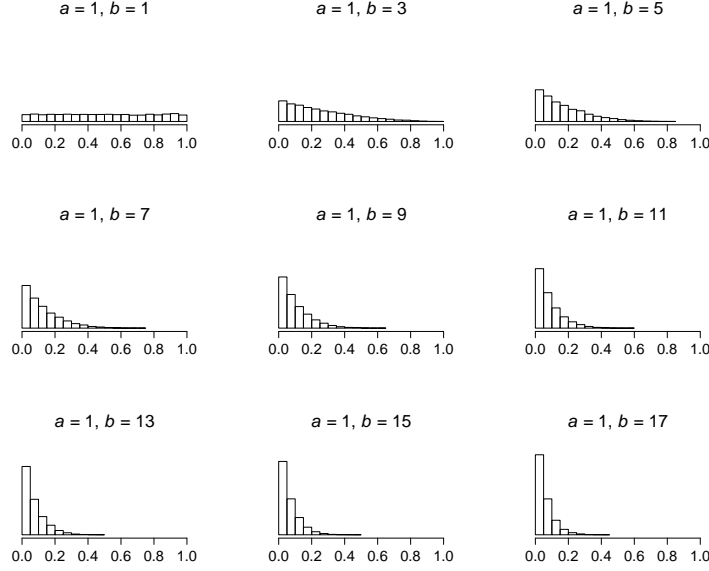 a = 1, b = 1
a = 1, b = 3
a = 1, b = 5
0.0 0.2 0.4 0.6 0.8 1.0
0.0 0.2 0.4 0.6 0.8 1.0
0.0 0.2 0.4 0.6 0.8 1.0
a = 1, b = 7
a = 1, b = 9
a = 1, b = 11
0.0 0.2 0.4 0.6 0.8 1.0
0.0 0.2 0.4 0.6 0.8 1.0
0.0 0.2 0.4 0.6 0.8 1.0
a = 1, b = 13
a = 1, b = 15
a = 1, b = 17
0.0 0.2 0.4 0.6 0.8 1.0
0.0 0.2 0.4 0.6 0.8 1.0
0.0 0.2 0.4 0.6 0.8 1.0